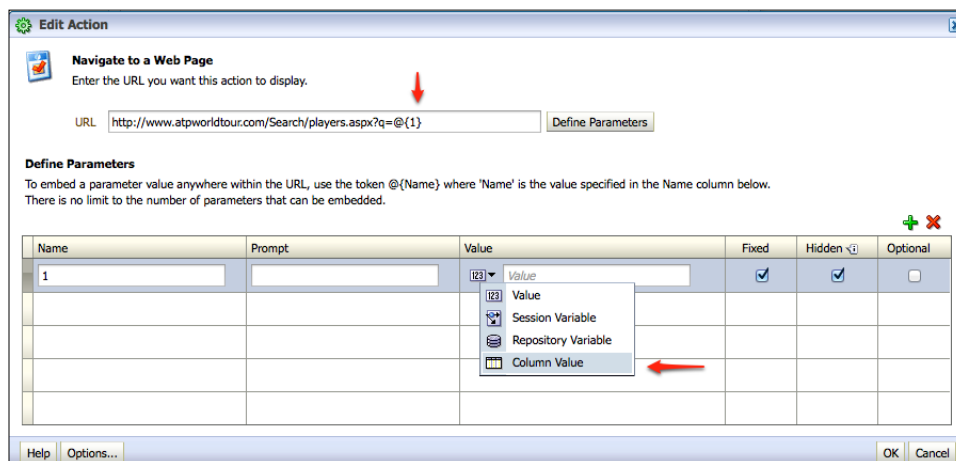 Edit Action
Navigate to a Web Page
Enter the URL you want this action to display.
URL http://www.atpworldtour.com/Search/players.aspx?q=@{1} Define Parameters
Define Parameters
To embed a parameter value anywhere within the URL, use the token @{Name} where 'Name' is the value specified in the Name column below.
There is no limit to the number of parameters that can be embedded.
Name Prompt Value Fixed Hidden Optional
1 123 Value
123 Value
Session Variable
Repository Variable
Column Value
Help Options... OK Cancel